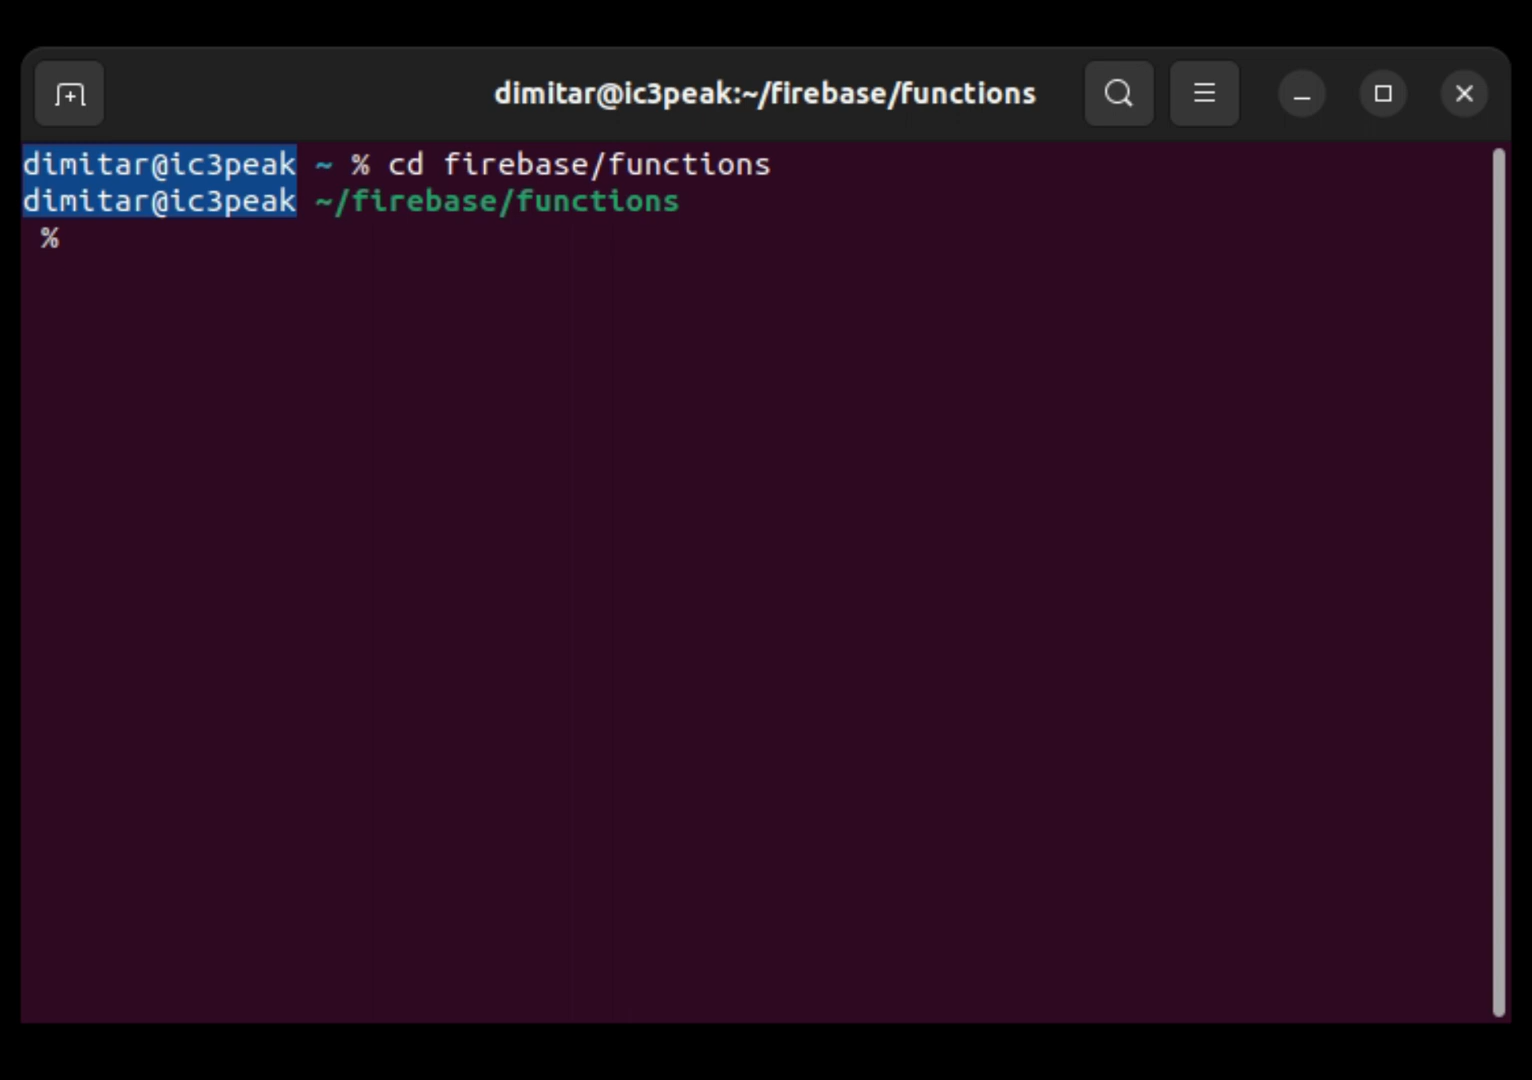 dimitar@ic3peak:~/firebase/functions
dimitar@ic3peak ~ % cd firebase/functions
dimitar@ic3peak ~/firebase/functions
%